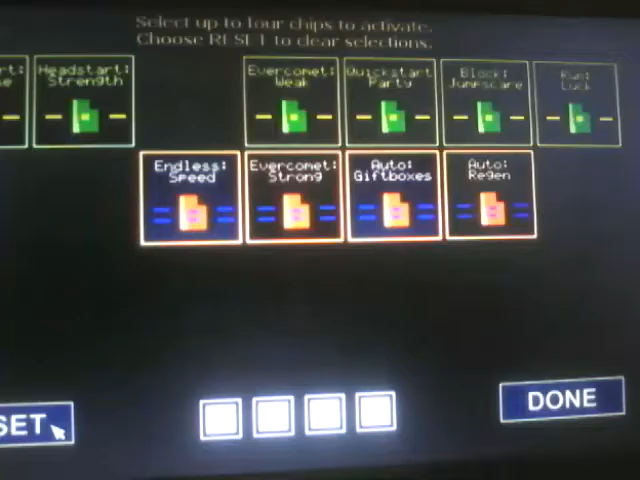 Select up to four chips to activate.
Choose RESET to clear selections.
Headstart:
Strength
Evercomet:
Weak
Quickstart
Party
Block:
Jumpscare
Run:
Luck
Endless:
Speed
Evercomet:
Strong
Auto:
Giftboxes
Auto:
Regen
SET
DONE